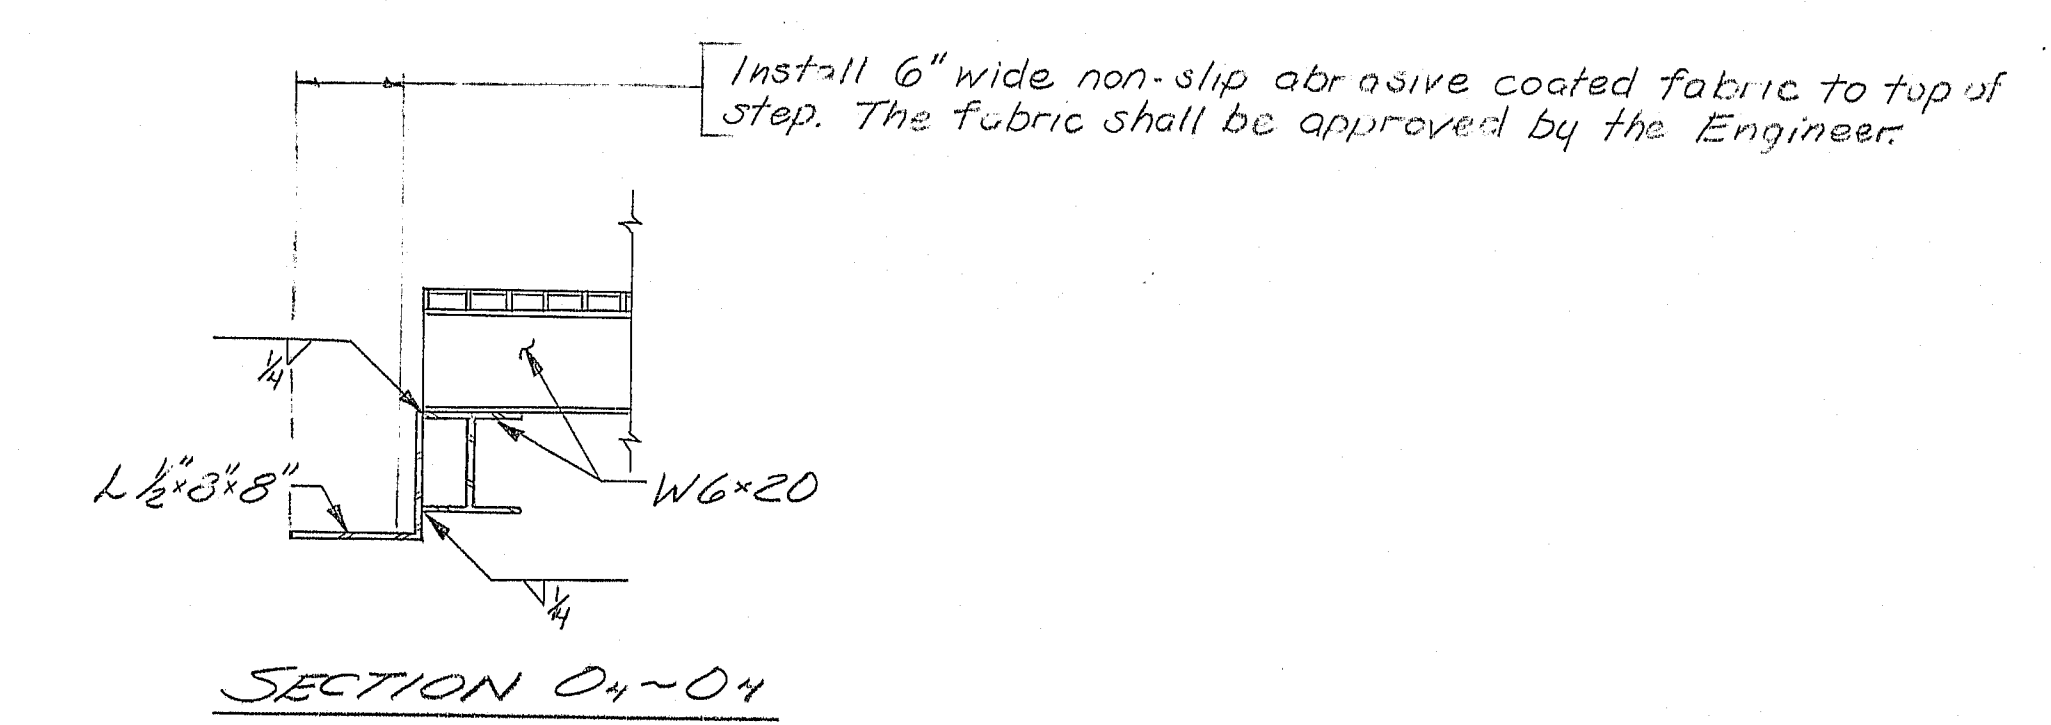 Install 6" wide non-slip abrasive coated fabric to top of
step. The fabric shall be approved by the Engineer.
1/4
L 1/2"x8"x8"
W6x20
1/4
SECTION O4~O4